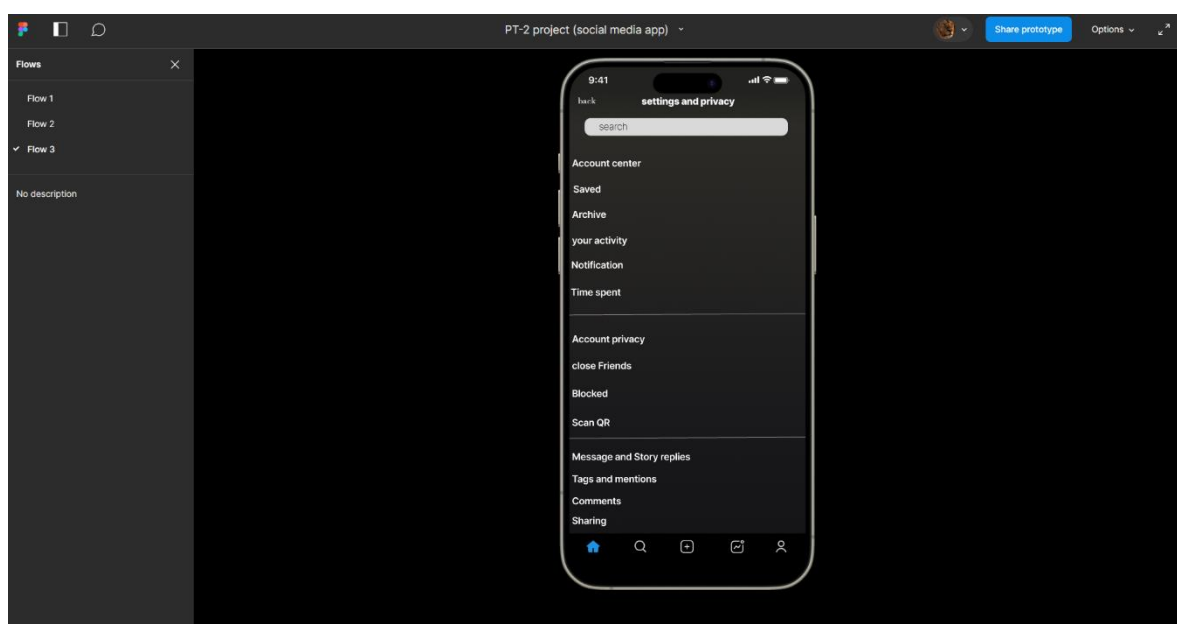 PT-2 project (social media app)
Share prototype
Options
Flows
Flow 1
Flow 2
Flow 3
No description
9:41
back
settings and privacy
search
Account center
Saved
Archive
your activity
Notification
Time spent
Account privacy
close Friends
Blocked
Scan QR
Message and Story replies
Tags and mentions
Comments
Sharing